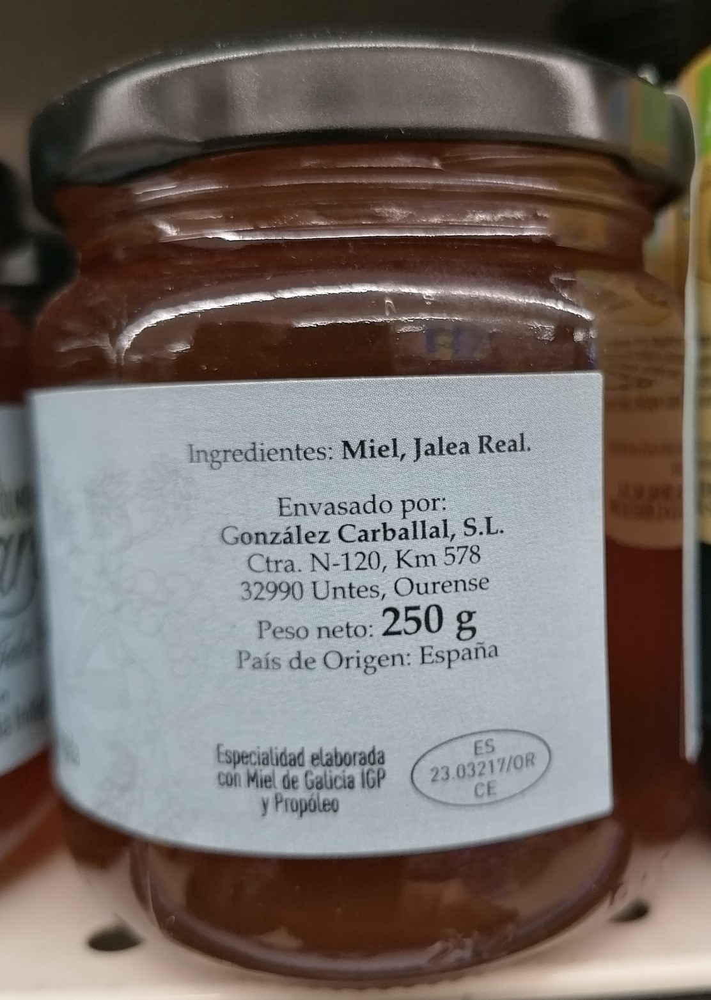 Ingredientes: Miel, Jalea Real.
Envasado por:
González Carballal, S.L.
Ctra. N-120, Km 578
32990 Untes, Ourense
Peso neto: 250 g
País de Origen: España
Especialidad elaborada
con Miel de Galicia IGP
y Propóleo
ES
23.03217/OR
CE